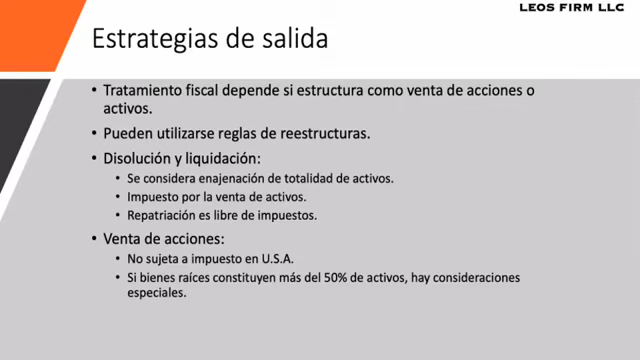 LEOS FIRM LLC
Estrategias de salida
• Tratamiento fiscal depende si estructura como venta de acciones o
activos.
• Pueden utilizarse reglas de reestructuras.
• Disolución y liquidación:
• Se considera enajenación de totalidad de activos.
• Impuesto por la venta de activos.
• Repatriación es libre de impuestos.
• Venta de acciones:
• No sujeta a impuesto en U.S.A.
• Si bienes raíces constituyen más del 50% de activos, hay consideraciones
especiales.